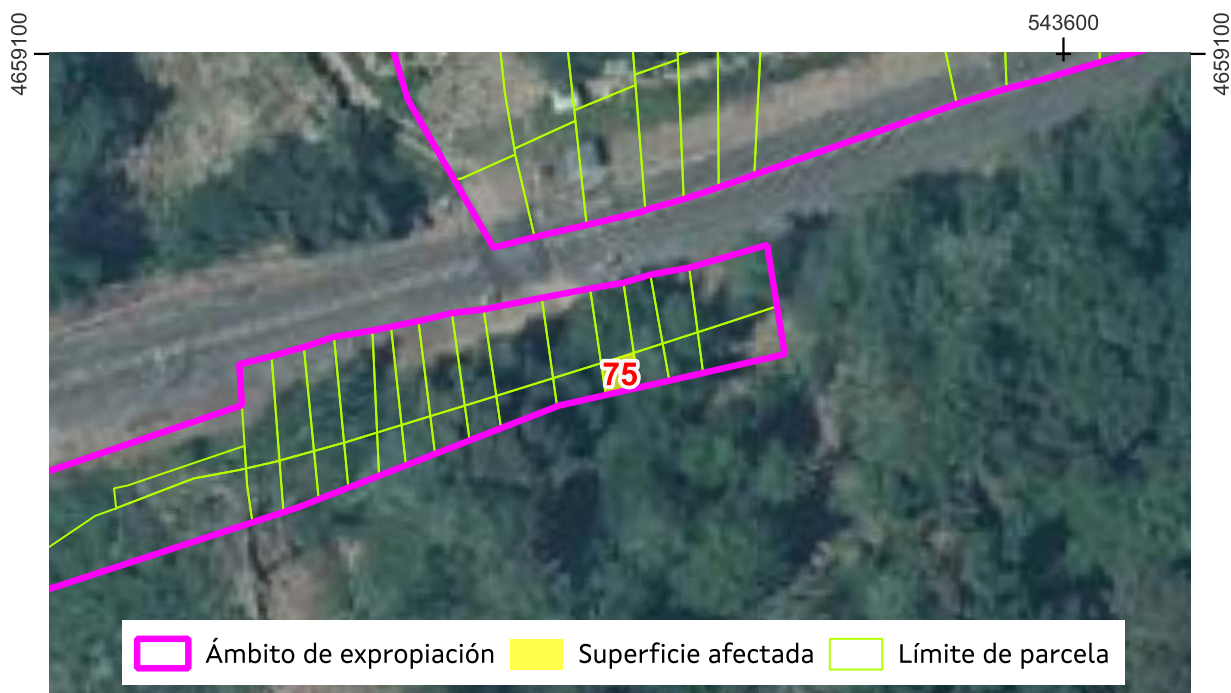 543600
4659100
4659100
75
Ámbito de expropiación
Superficie afectada
Límite de parcela